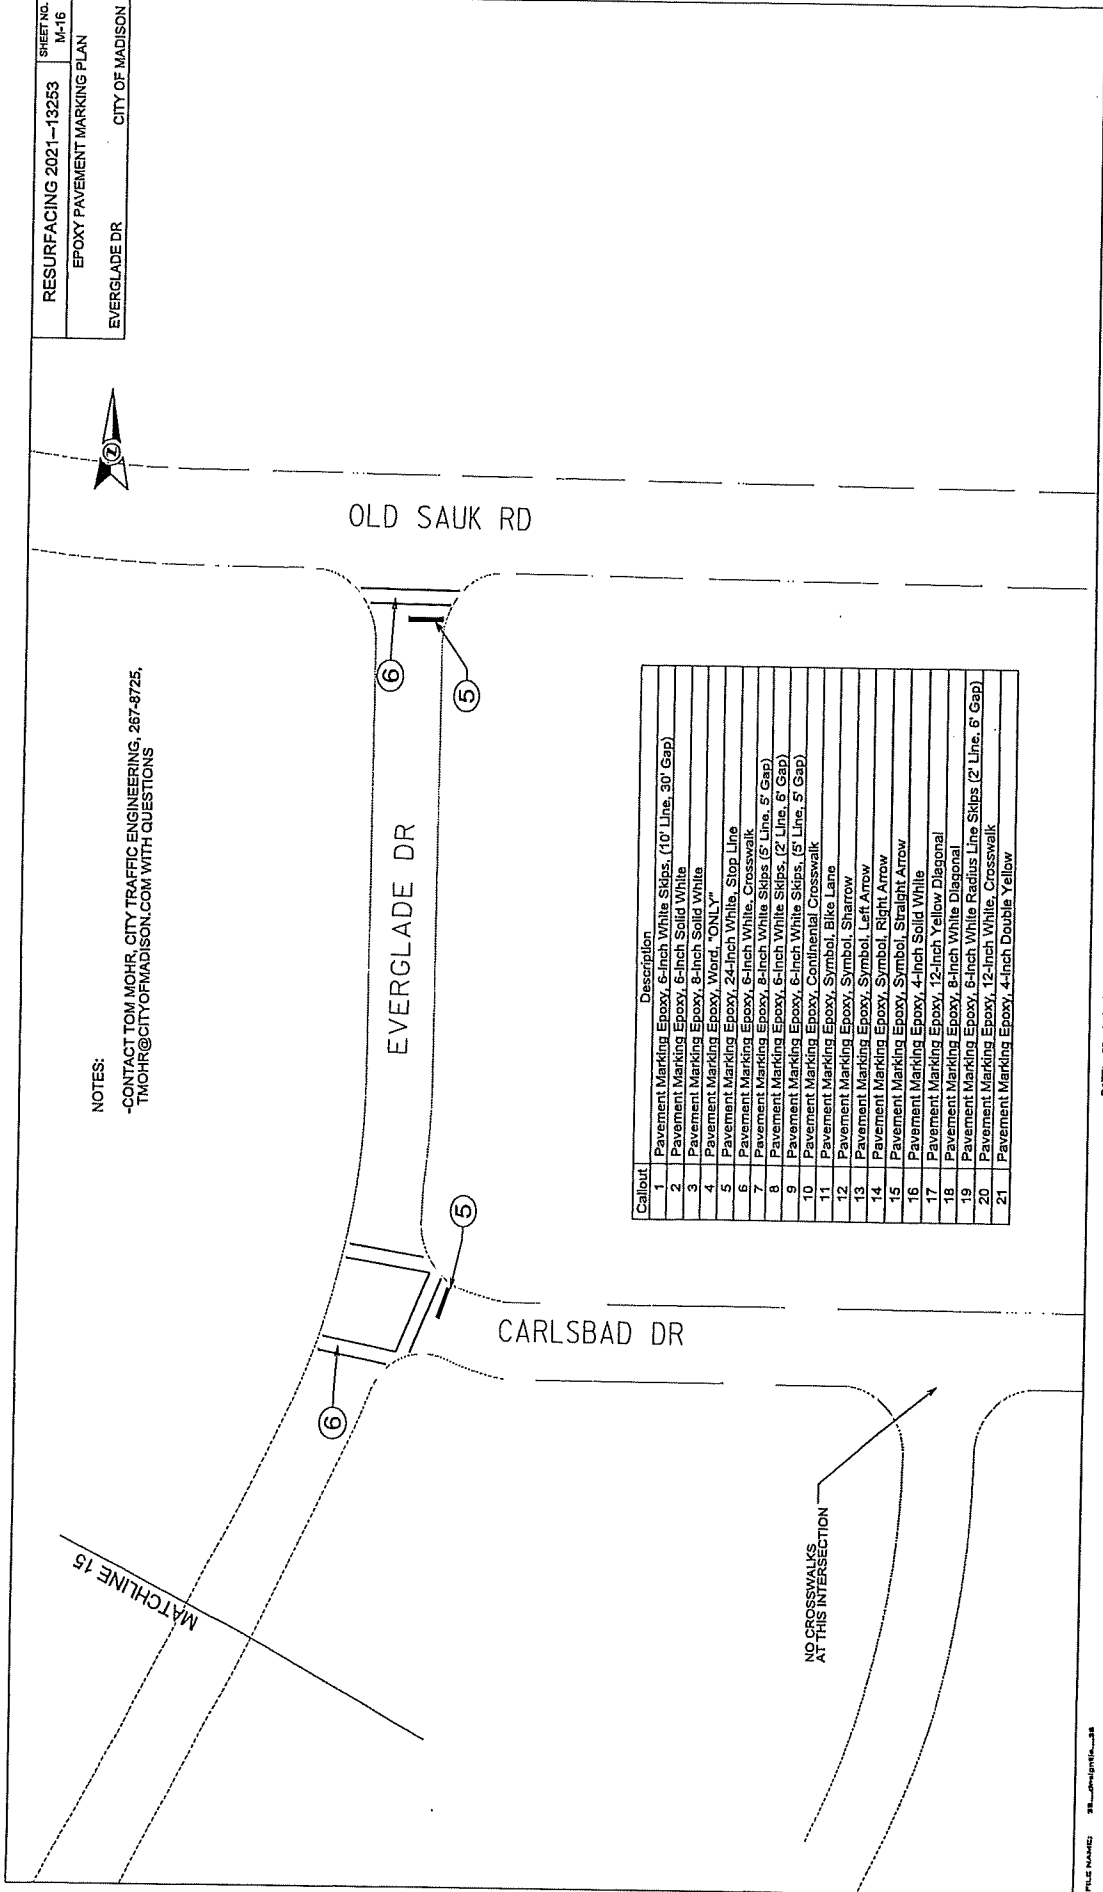 RESURFACING 2021-13253
SHEET NO.
M-16
EPOXY PAVEMENT MARKING PLAN
EVERGLADE DR
CITY OF MADISON
NOTES:
-CONTACT TOM MOHR, CITY TRAFFIC ENGINEERING, 267-8725,
TMOHR@CITYOFMADISON.COM WITH QUESTIONS
OLD SAUK RD
EVERGLADE DR
CARLSBAD DR
MATCHLINE 15
6
5
6
5
NO CROSSWALKS
AT THIS INTERSECTION
Callout Description
1 Pavement Marking Epoxy, 6-Inch White Skips, (10' Line, 30' Gap)
2 Pavement Marking Epoxy, 6-Inch Solid White
3 Pavement Marking Epoxy, 8-Inch Solid White
4 Pavement Marking Epoxy, Word, "ONLY"
5 Pavement Marking Epoxy, 24-Inch White, Stop Line
6 Pavement Marking Epoxy, 6-Inch White, Crosswalk
7 Pavement Marking Epoxy, 8-Inch White Skips (5' Line, 5' Gap)
8 Pavement Marking Epoxy, 6-Inch White Skips, (2' Line, 6' Gap)
9 Pavement Marking Epoxy, 6-Inch White Skips, (5' Line, 5' Gap)
10 Pavement Marking Epoxy, Continental Crosswalk
11 Pavement Marking Epoxy, Symbol, Bike Lane
12 Pavement Marking Epoxy, Symbol, Sharrow
13 Pavement Marking Epoxy, Symbol, Left Arrow
14 Pavement Marking Epoxy, Symbol, Right Arrow
15 Pavement Marking Epoxy, Symbol, Straight Arrow
16 Pavement Marking Epoxy, 4-Inch Solid White
17 Pavement Marking Epoxy, 12-Inch Yellow Diagonal
18 Pavement Marking Epoxy, 8-Inch White Diagonal
19 Pavement Marking Epoxy, 6-Inch White Radius Line Skips (2' Line, 6' Gap)
20 Pavement Marking Epoxy, 12-Inch White, Crosswalk
21 Pavement Marking Epoxy, 4-Inch Double Yellow
FILE NAME: